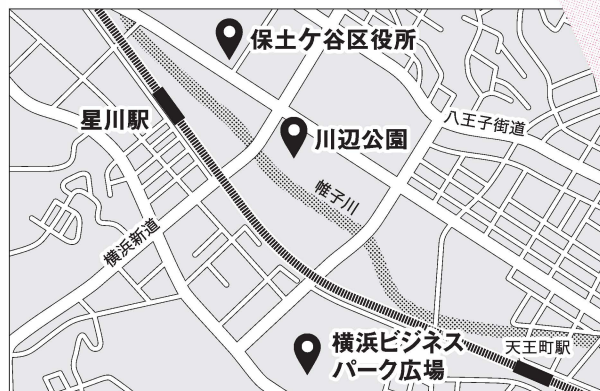 保土ケ谷区役所
星川駅
八王子街道
川辺公園
帷子川
横浜新道
横浜ビジネス
パーク広場
天王町駅